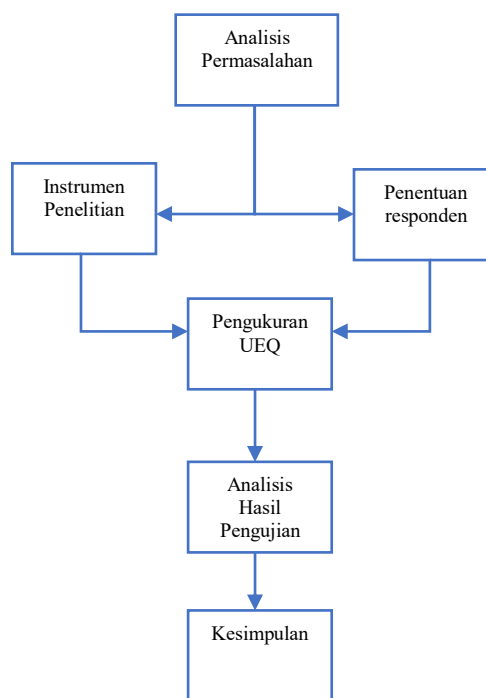 Analisis
Permasalahan
Instrumen
Penelitian
Penentuan
responden
Pengukuran
UEQ
Analisis
Hasil
Pengujian
Kesimpulan